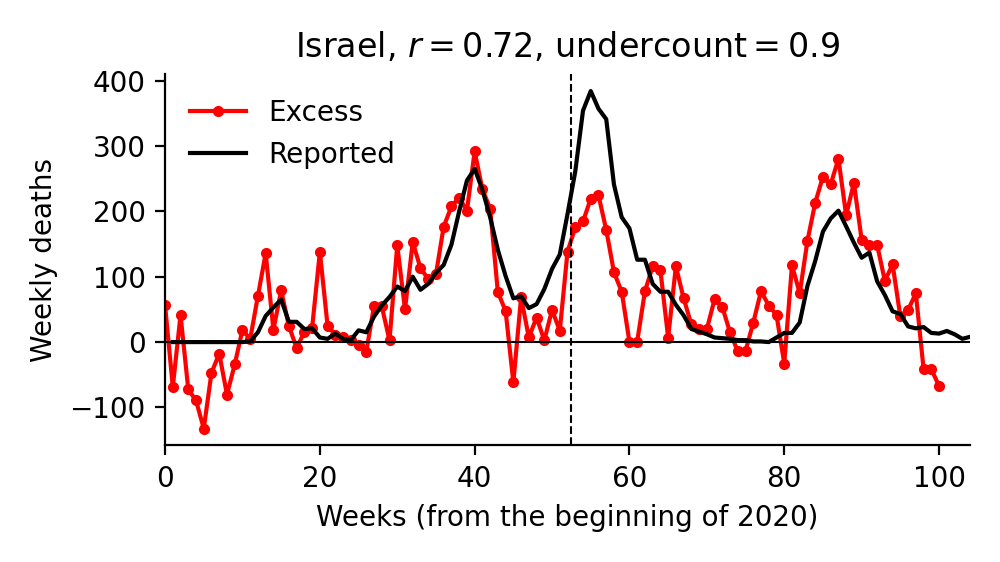 Israel, r = 0.72, undercount = 0.9
Excess
Reported
Weekly deaths
400
300
200
100
0
−100
0 20 40 60 80 100
Weeks (from the beginning of 2020)